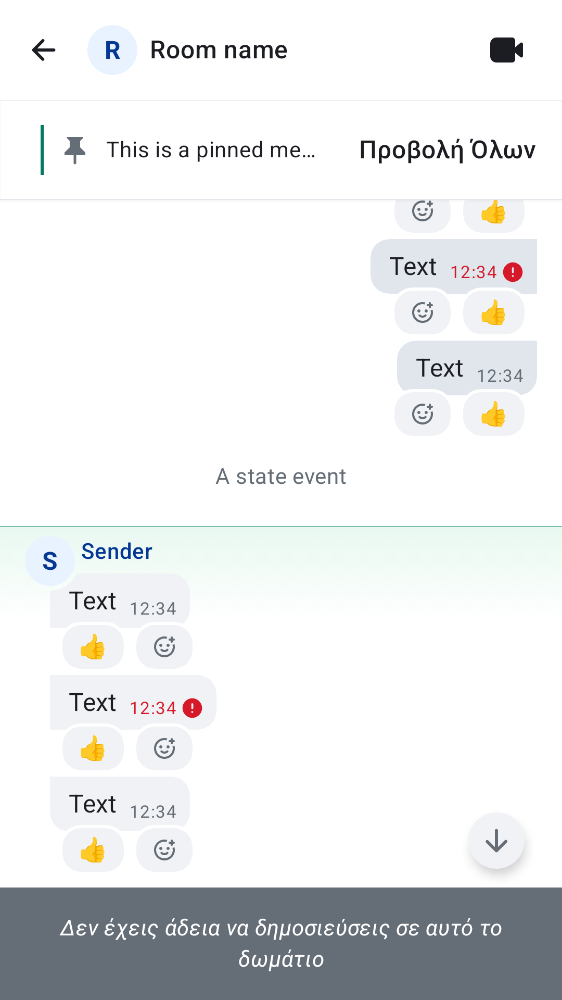 R Room name
This is a pinned me… Προβολή Όλων
Text 12:34
Text 12:34
A state event
S Sender
Text 12:34
Text 12:34
Text 12:34
Δεν έχεις άδεια να δημοσιεύσεις σε αυτό το
δωμάτιο